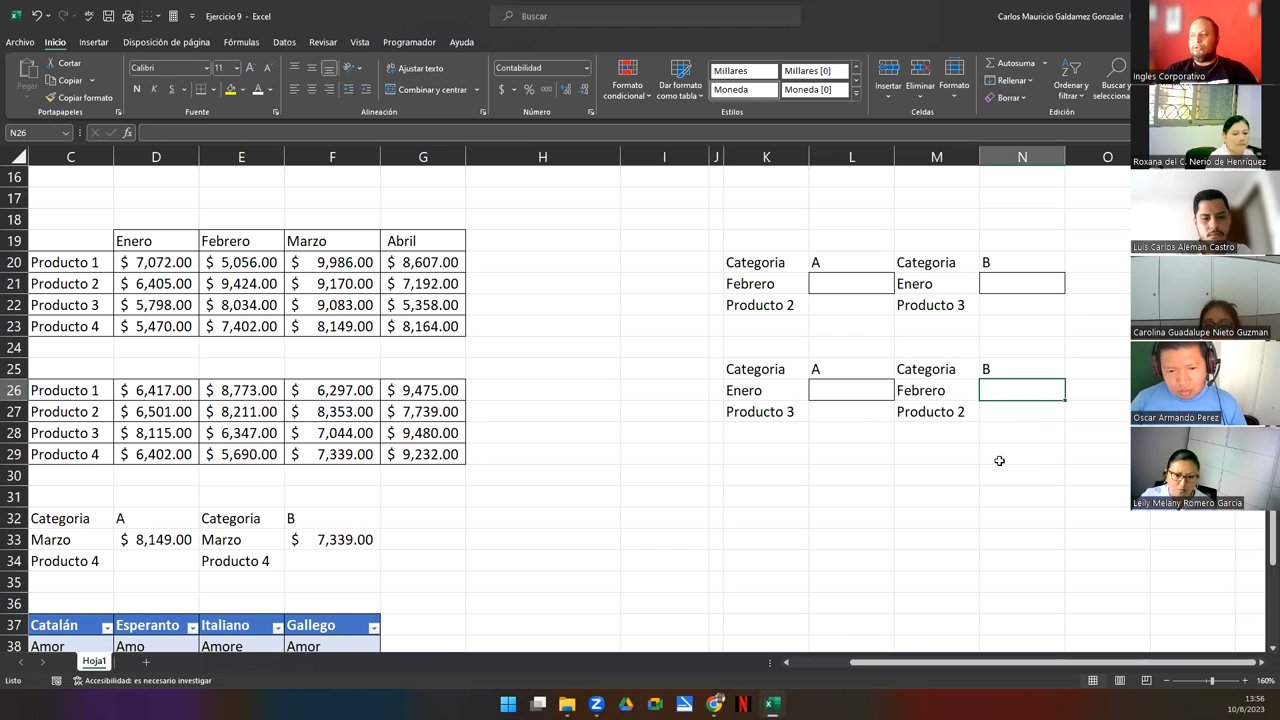 Ejercicio 9 - Excel
Buscar
Carlos Mauricio Galdamez Gonzalez
Archivo Inicio Insertar Disposición de página Fórmulas Datos Revisar Vista Programador Ayuda
Pegar
Cortar
Copiar
Copiar formato
Portapapeles
Calibri 11
N K S
Fuente
Ajustar texto
Combinar y centrar
Alineación
Contabilidad
$ % 000
Número
Formato condicional
Dar formato como tabla
Millares Millares [0]
Moneda Moneda [0]
Estilos
Insertar Eliminar Formato
Celdas
Autosuma
Rellenar
Borrar
Ordenar y filtrar
Buscar y selecciona
Edición
N26
fx
C D E F G H I J K L M N O
16
17
18
19 Enero Febrero Marzo Abril
20 Producto 1 $ 7,072.00 $ 5,056.00 $ 9,986.00 $ 8,607.00 Categoria A Categoria B
21 Producto 2 $ 6,405.00 $ 9,424.00 $ 9,170.00 $ 7,192.00 Febrero Enero
22 Producto 3 $ 5,798.00 $ 8,034.00 $ 9,083.00 $ 5,358.00 Producto 2 Producto 3
23 Producto 4 $ 5,470.00 $ 7,402.00 $ 8,149.00 $ 8,164.00
24
25 Categoria A Categoria B
26 Producto 1 $ 6,417.00 $ 8,773.00 $ 6,297.00 $ 9,475.00 Enero Febrero
27 Producto 2 $ 6,501.00 $ 8,211.00 $ 8,353.00 $ 7,739.00 Producto 3 Producto 2
28 Producto 3 $ 8,115.00 $ 6,347.00 $ 7,044.00 $ 9,480.00
29 Producto 4 $ 6,402.00 $ 5,690.00 $ 7,339.00 $ 9,232.00
30
31
32 Categoria A Categoria B
33 Marzo $ 8,149.00 Marzo $ 7,339.00
34 Producto 4 Producto 4
35
36
37 Catalán Esperanto Italiano Gallego
38 Amor Amo Amore Amor
Hoja1
Listo
Accesibilidad: es necesario investigar
160%
13:56
10/8/2023
Ingles Corporativo
Roxana del C. Nerio de Henríquez
Luis Carlos Aleman Castro
Carolina Guadalupe Nieto Guzman
Oscar Armando Perez
Leily Melany Romero Garcia